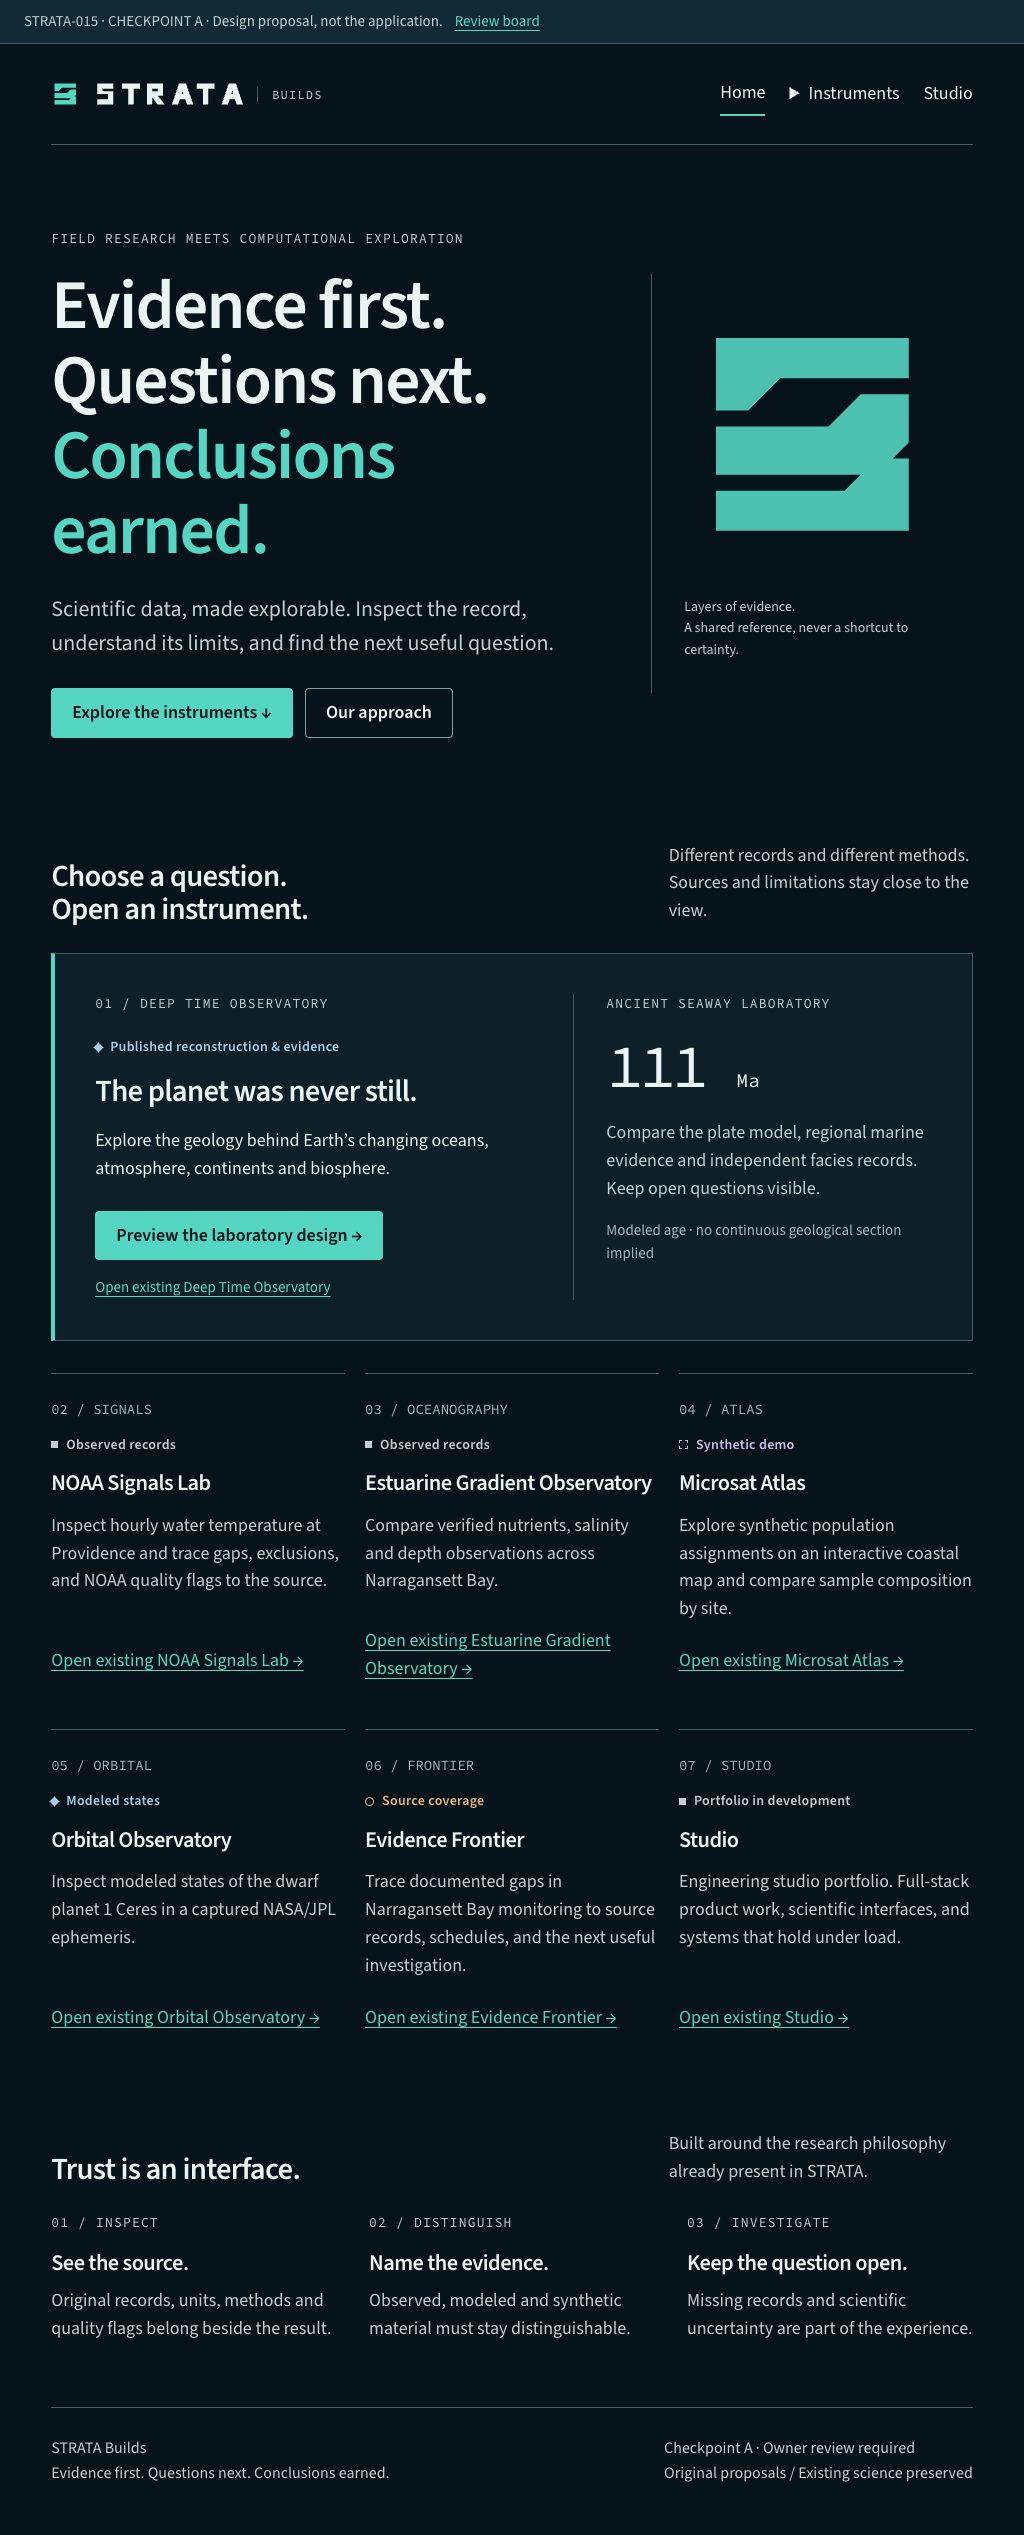 STRATA-015 · CHECKPOINT A · Design proposal, not the application. Review board
STRATA BUILDS
Home
▶ Instruments
Studio
FIELD RESEARCH MEETS COMPUTATIONAL EXPLORATION
Evidence first.
Questions next.
Conclusions
earned.
Scientific data, made explorable. Inspect the record,
understand its limits, and find the next useful question.
Explore the instruments ↓
Our approach
Layers of evidence.
A shared reference, never a shortcut to
certainty.
Choose a question.
Open an instrument.
Different records and different methods.
Sources and limitations stay close to the
view.
01 / DEEP TIME OBSERVATORY
Published reconstruction & evidence
The planet was never still.
Explore the geology behind Earth’s changing oceans,
atmosphere, continents and biosphere.
Preview the laboratory design →
Open existing Deep Time Observatory
ANCIENT SEAWAY LABORATORY
111 Ma
Compare the plate model, regional marine
evidence and independent facies records.
Keep open questions visible.
Modeled age · no continuous geological section
implied
02 / SIGNALS
Observed records
NOAA Signals Lab
Inspect hourly water temperature at
Providence and trace gaps, exclusions,
and NOAA quality flags to the source.
Open existing NOAA Signals Lab →
03 / OCEANOGRAPHY
Observed records
Estuarine Gradient Observatory
Compare verified nutrients, salinity
and depth observations across
Narragansett Bay.
Open existing Estuarine Gradient
Observatory →
04 / ATLAS
Synthetic demo
Microsat Atlas
Explore synthetic population
assignments on an interactive coastal
map and compare sample composition
by site.
Open existing Microsat Atlas →
05 / ORBITAL
Modeled states
Orbital Observatory
Inspect modeled states of the dwarf
planet 1 Ceres in a captured NASA/JPL
ephemeris.
Open existing Orbital Observatory →
06 / FRONTIER
Source coverage
Evidence Frontier
Trace documented gaps in
Narragansett Bay monitoring to source
records, schedules, and the next useful
investigation.
Open existing Evidence Frontier →
07 / STUDIO
Portfolio in development
Studio
Engineering studio portfolio. Full-stack
product work, scientific interfaces, and
systems that hold under load.
Open existing Studio →
Trust is an interface.
Built around the research philosophy
already present in STRATA.
01 / INSPECT
See the source.
Original records, units, methods and
quality flags belong beside the result.
02 / DISTINGUISH
Name the evidence.
Observed, modeled and synthetic
material must stay distinguishable.
03 / INVESTIGATE
Keep the question open.
Missing records and scientific
uncertainty are part of the experience.
STRATA Builds
Evidence first. Questions next. Conclusions earned.
Checkpoint A · Owner review required
Original proposals / Existing science preserved